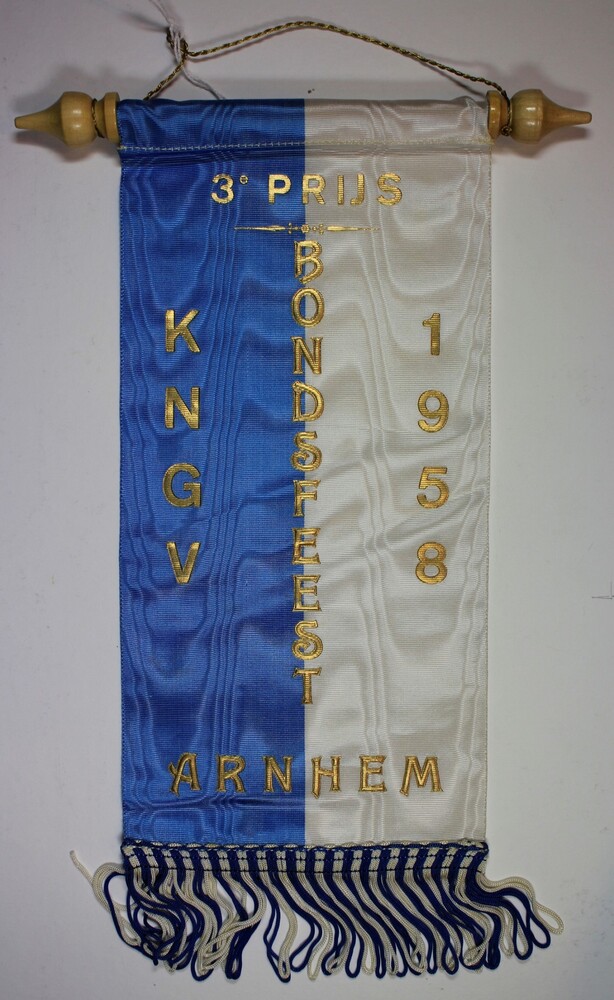 3e PRIJS
BONDSFEEST
KNGV
1958
ARNHEM